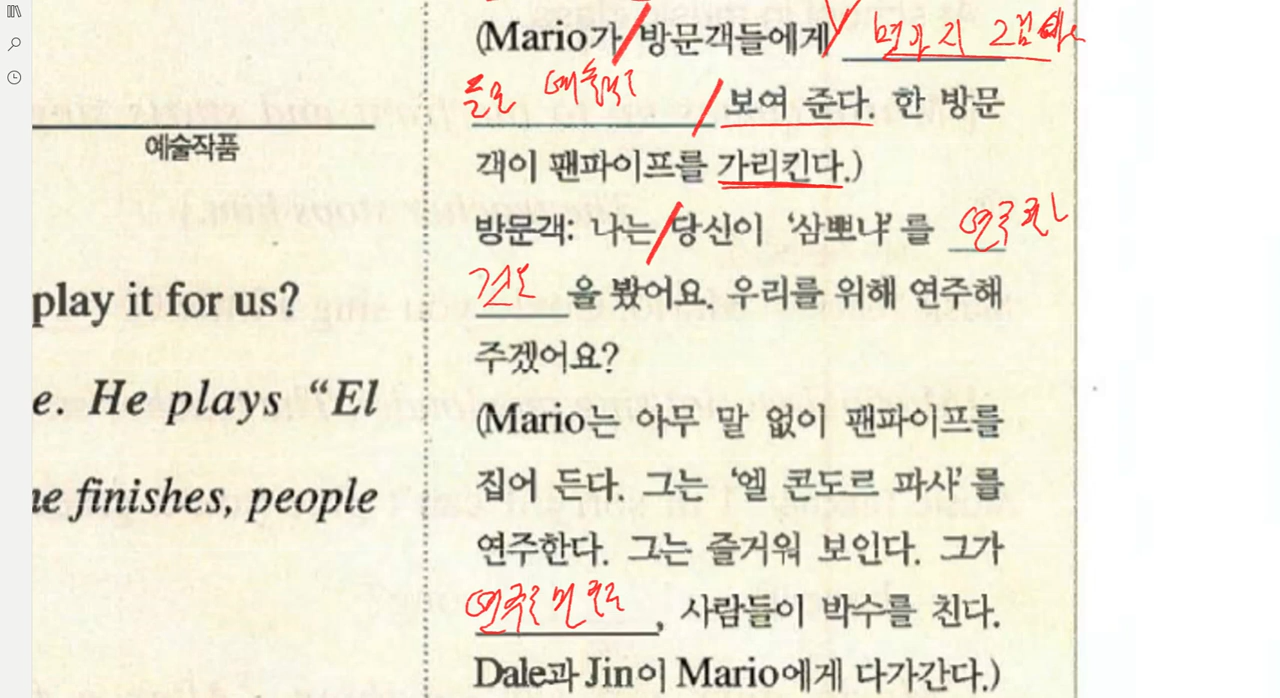 예술작품
play it for us?
e. He plays "El
ne finishes, people
(Mario가/방문객들에게/ 몇가지 그림
보여 준다. 한 방문
객이 팬파이프를 가리킨다.)
방문객: 나는/당신이 '삼뽀냐'를
을 봤어요. 우리를 위해 연주해
주겠어요?
(Mario는 아무 말 없이 팬파이프를
집어 든다. 그는 '엘 콘도르 파사'를
연주한다. 그는 즐거워 보인다. 그가
, 사람들이 박수를 친다.
Dale과 Jin이 Mario에게 다가간다.)